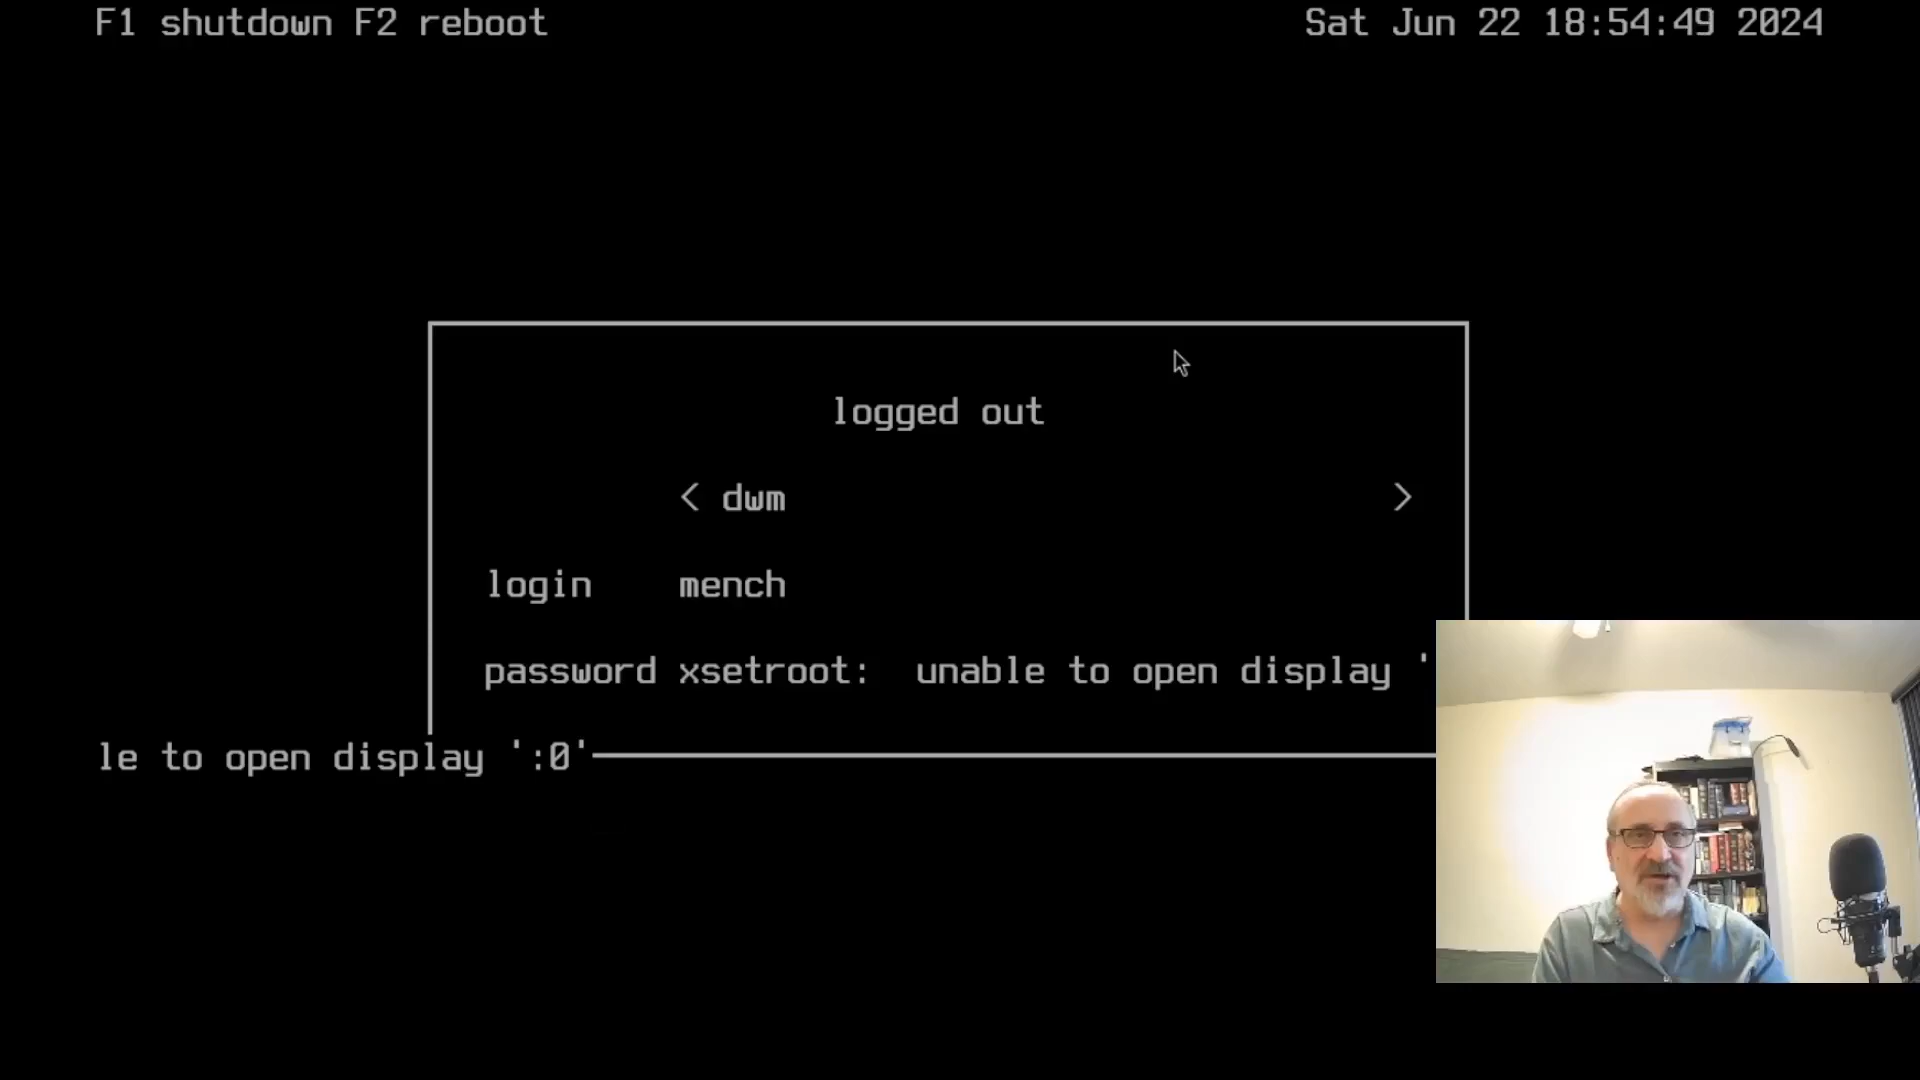 F1 shutdown F2 reboot
Sat Jun 22 18:54:49 2024
logged out
< dwm >
login mench
password xsetroot: unable to open display '
le to open display ':0'